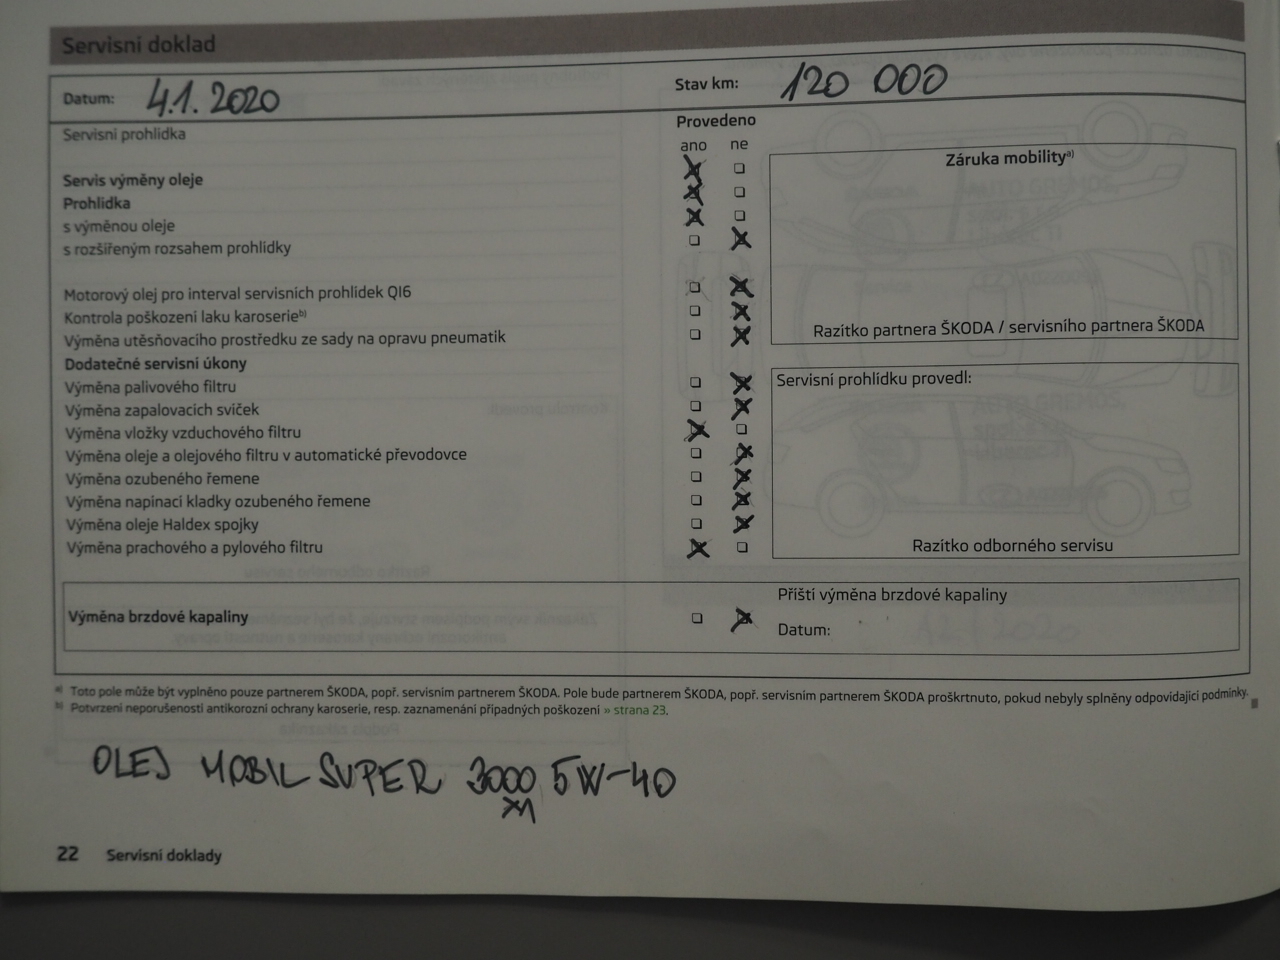 Servisní doklad
Datum: 4.1.2020 Stav km: 120 000
Servisní prohlídka Provedeno
ano ne
Záruka mobility a)
Servis výměny oleje
Prohlídka
s výměnou oleje
s rozšířeným rozsahem prohlídky
Motorový olej pro interval servisních prohlídek QI6
Kontrola poškození laku karoserie b)
Razítko partnera ŠKODA / servisního partnera ŠKODA
Výměna utěsňovacího prostředku ze sady na opravu pneumatik
Dodatečné servisní úkony
Servisní prohlídku provedl:
Výměna palivového filtru
Výměna zapalovacích svíček
Výměna vložky vzduchového filtru
Výměna oleje a olejového filtru v automatické převodovce
Výměna ozubeného řemene
Výměna napínací kladky ozubeného řemene
Výměna oleje Haldex spojky
Výměna prachového a pylového filtru
Razítko odborného servisu
Příští výměna brzdové kapaliny
Výměna brzdové kapaliny
Datum:
a) Toto pole může být vyplněno pouze partnerem ŠKODA, popř. servisním partnerem ŠKODA. Pole bude partnerem ŠKODA, popř. servisním partnerem ŠKODA proškrtnuto, pokud nebyly splněny odpovídající podmínky.
b) Potvrzení neporušenosti antikorozní ochrany karoserie, resp. zaznamenání případných poškození » strana 23.
OLEJ MOBIL SUPER 3000 5W-40
X1
22 Servisní doklady